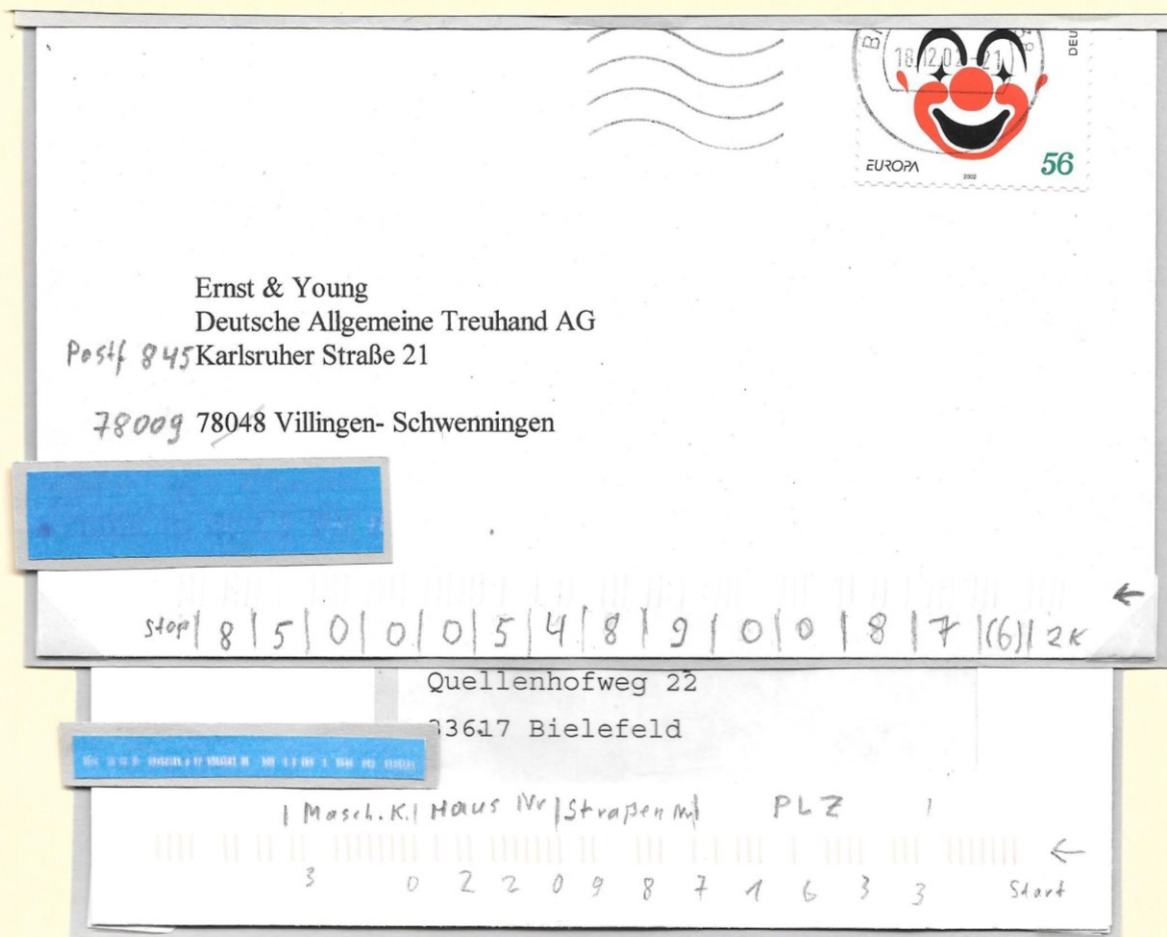 18.12.02-21
DEU
EUROPA
2002
56
Ernst & Young
Deutsche Allgemeine Treuhand AG
Postf 845 Karlsruher Straße 21
78009 78048 Villingen- Schwenningen
←
Stop| 8 | 5 | 0 | 0 | 0 | 5 | 4 | 8 | 9 | 0 | 0 | 8 | 7 |(6)| 2K
Quellenhofweg 22
33617 Bielefeld
| Masch.K.| Haus Nr | Straßen Nr| PLZ |
←
3 0 2 2 0 9 8 7 1 6 3 3 Start